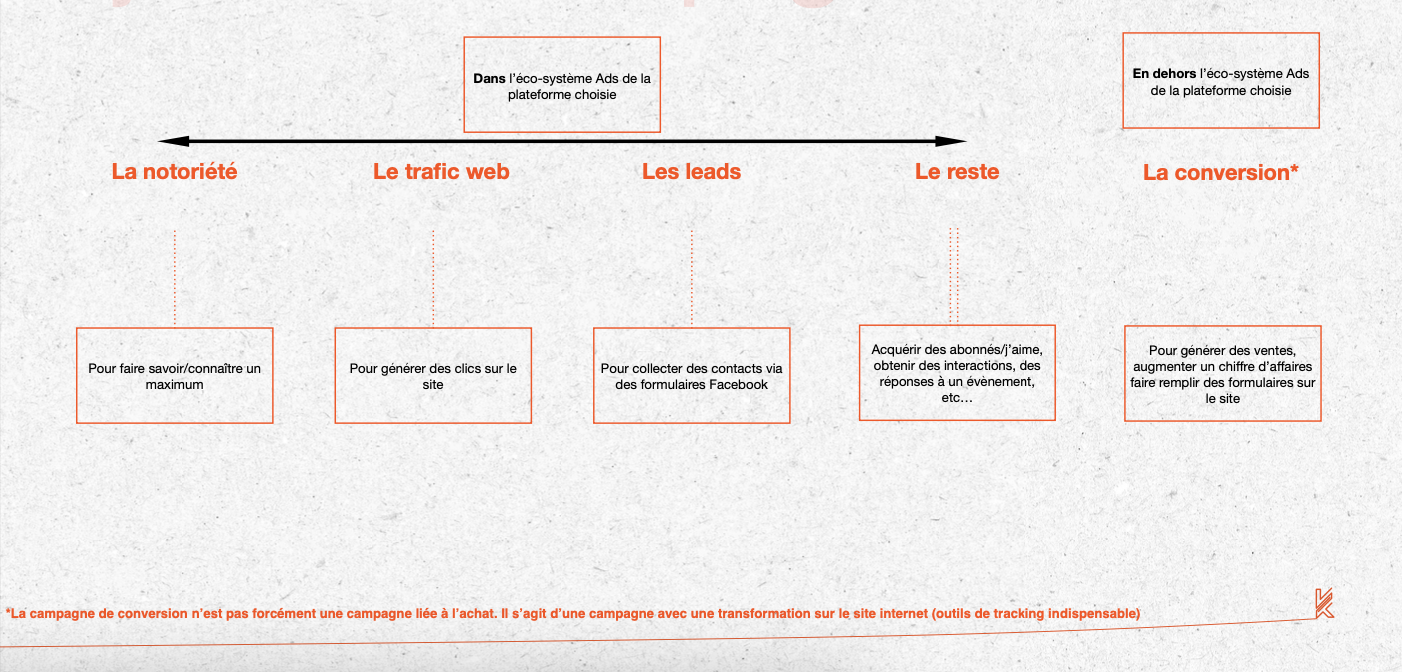 Dans l'éco-système Ads de la
plateforme choisie
En dehors l'éco-système Ads
de la plateforme choisie
La notoriété
Le trafic web
Les leads
Le reste
La conversion*
Pour faire savoir/connaître un
maximum
Pour générer des clics sur le
site
Pour collecter des contacts via
des formulaires Facebook
Acquérir des abonnés/j'aime,
obtenir des interactions, des
réponses à un évènement,
etc…
Pour générer des ventes,
augmenter un chiffre d'affaires
faire remplir des formulaires sur
le site
*La campagne de conversion n'est pas forcément une campagne liée à l'achat. Il s'agit d'une campagne avec une transformation sur le site internet (outils de tracking indispensable)